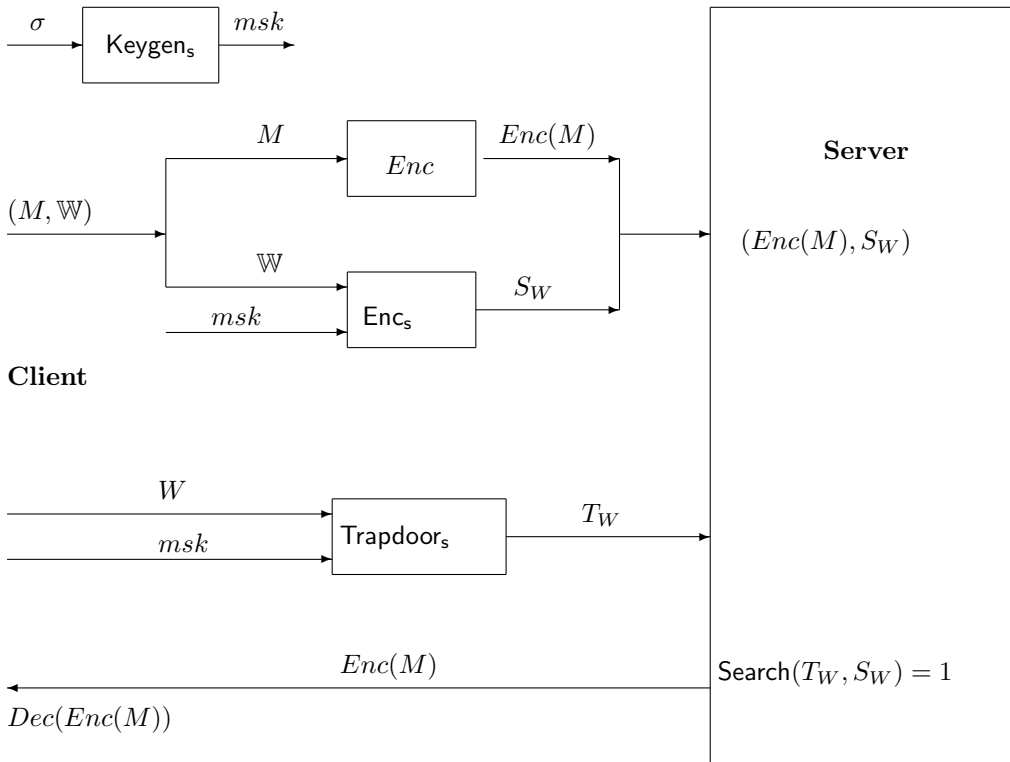 σ
msk
Keygen_s
M
Enc(M)
Enc
Server
(M, 𝕎)
(Enc(M), S_W)
𝕎
S_W
msk
Enc_s
Client
W
T_W
Trapdoor_s
msk
Enc(M)
Search(T_W, S_W) = 1
Dec(Enc(M))